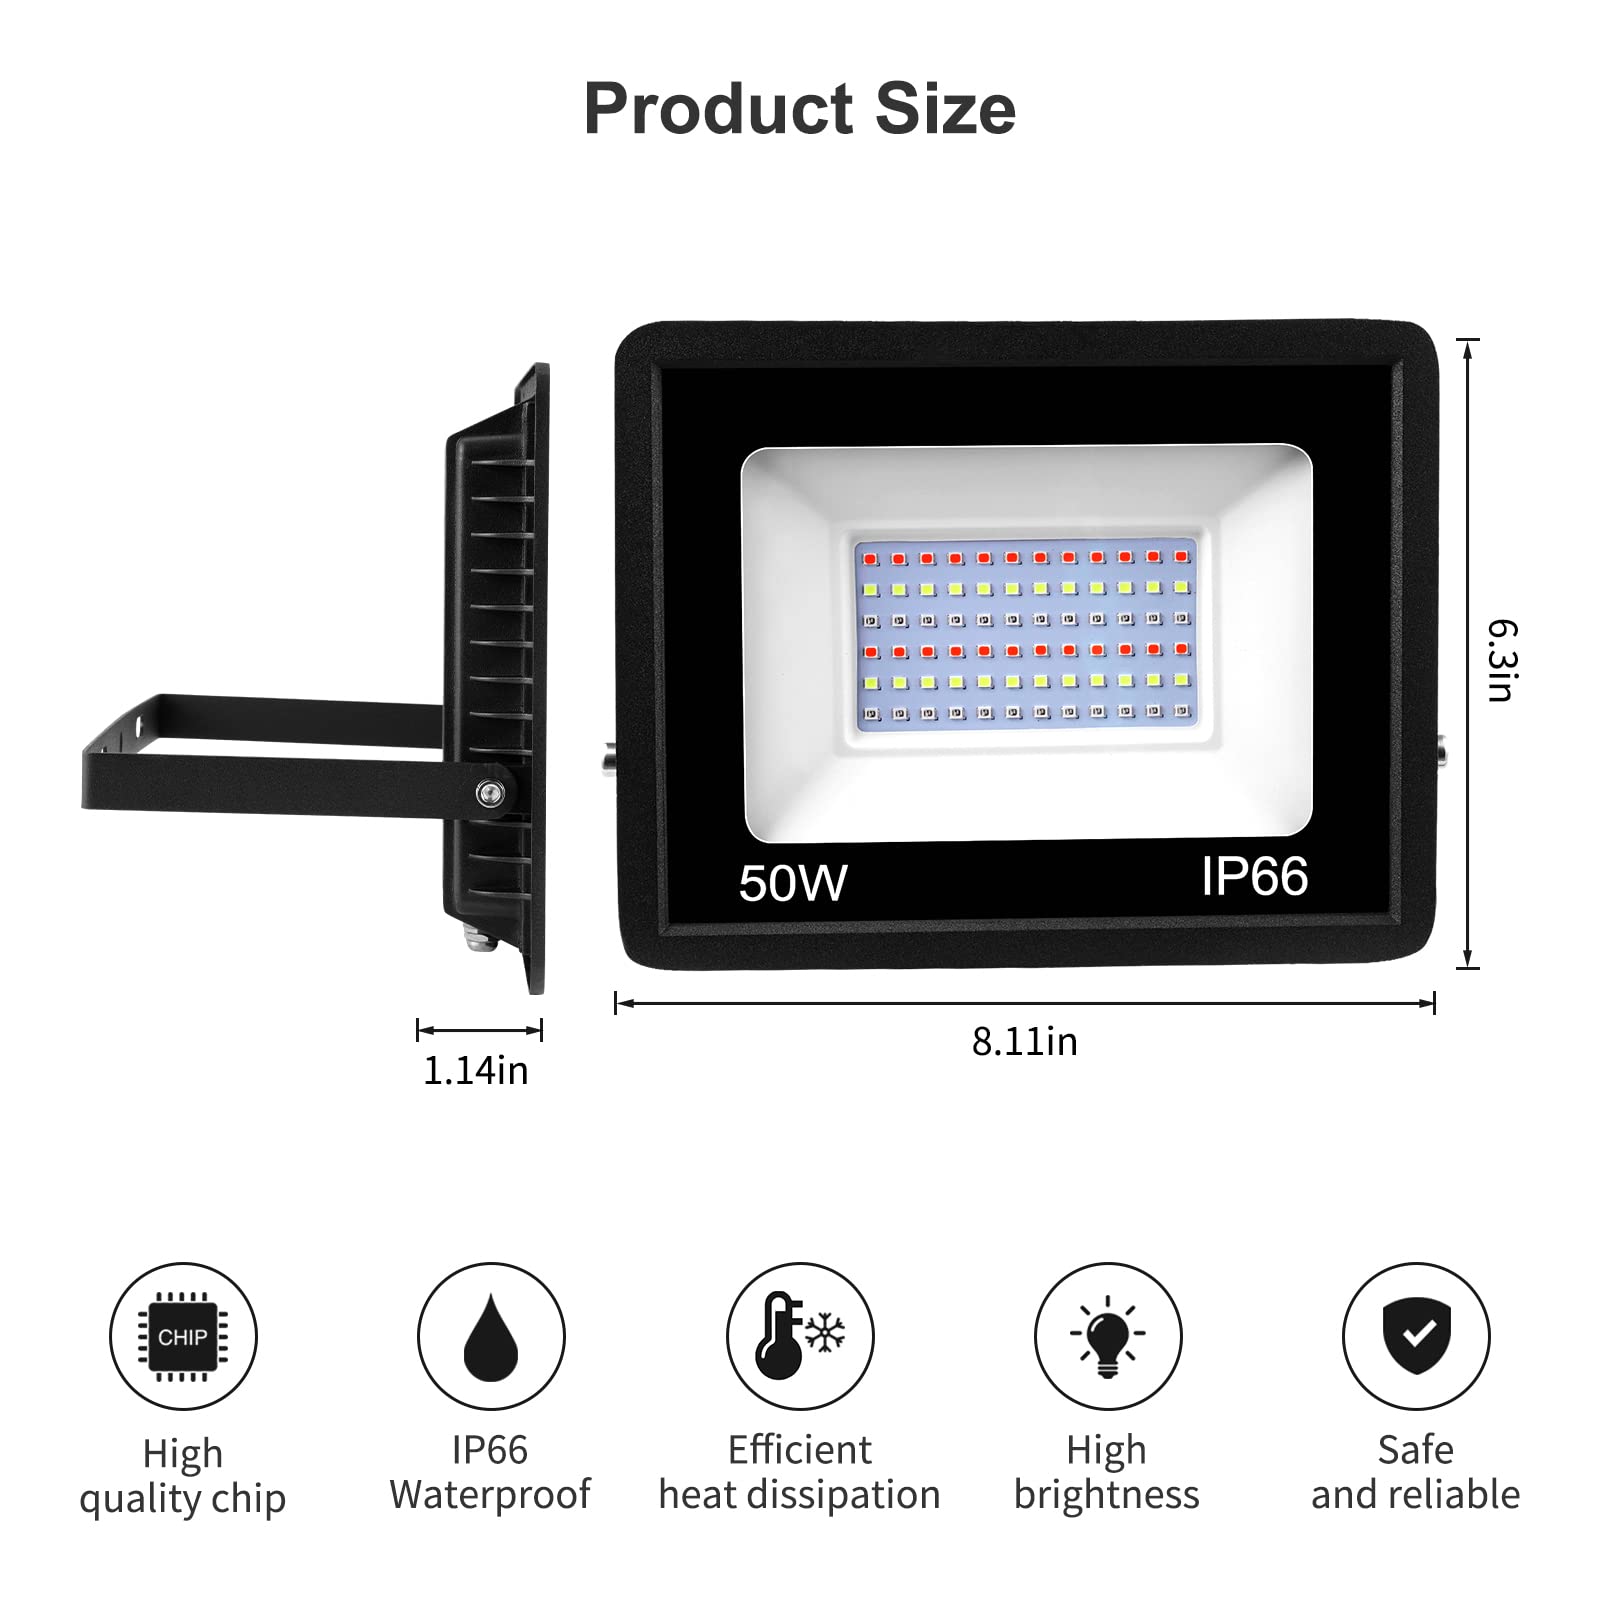 Product Size
50W
IP66
6.3in
8.11in
1.14in
CHIP
High
quality chip
IP66
Waterproof
Efficient
heat dissipation
High
brightness
Safe
and reliable